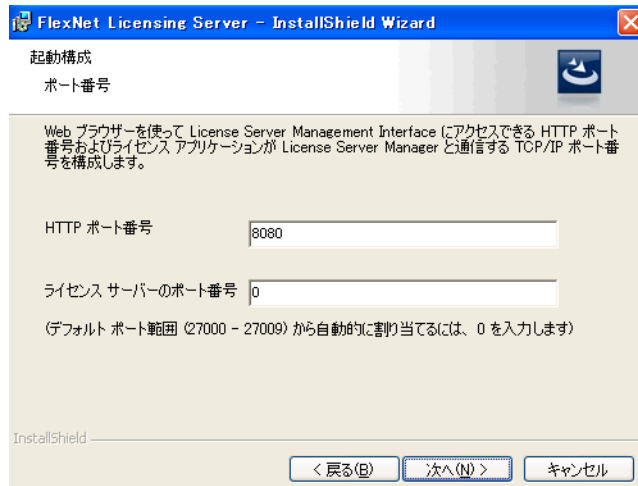 FlexNet Licensing Server - InstallShield Wizard
起動構成
ポート番号
Web ブラウザーを使って License Server Management Interface にアクセスできる HTTP ポート
番号およびライセンス アプリケーションが License Server Manager と通信する TCP/IP ポート番
号を構成します。
HTTP ポート番号
8080
ライセンス サーバーのポート番号
0
(デフォルト ポート範囲 (27000 - 27009) から自動的に割り当てるには、0 を入力します)
InstallShield
< 戻る(B)
次へ(N) >
キャンセル